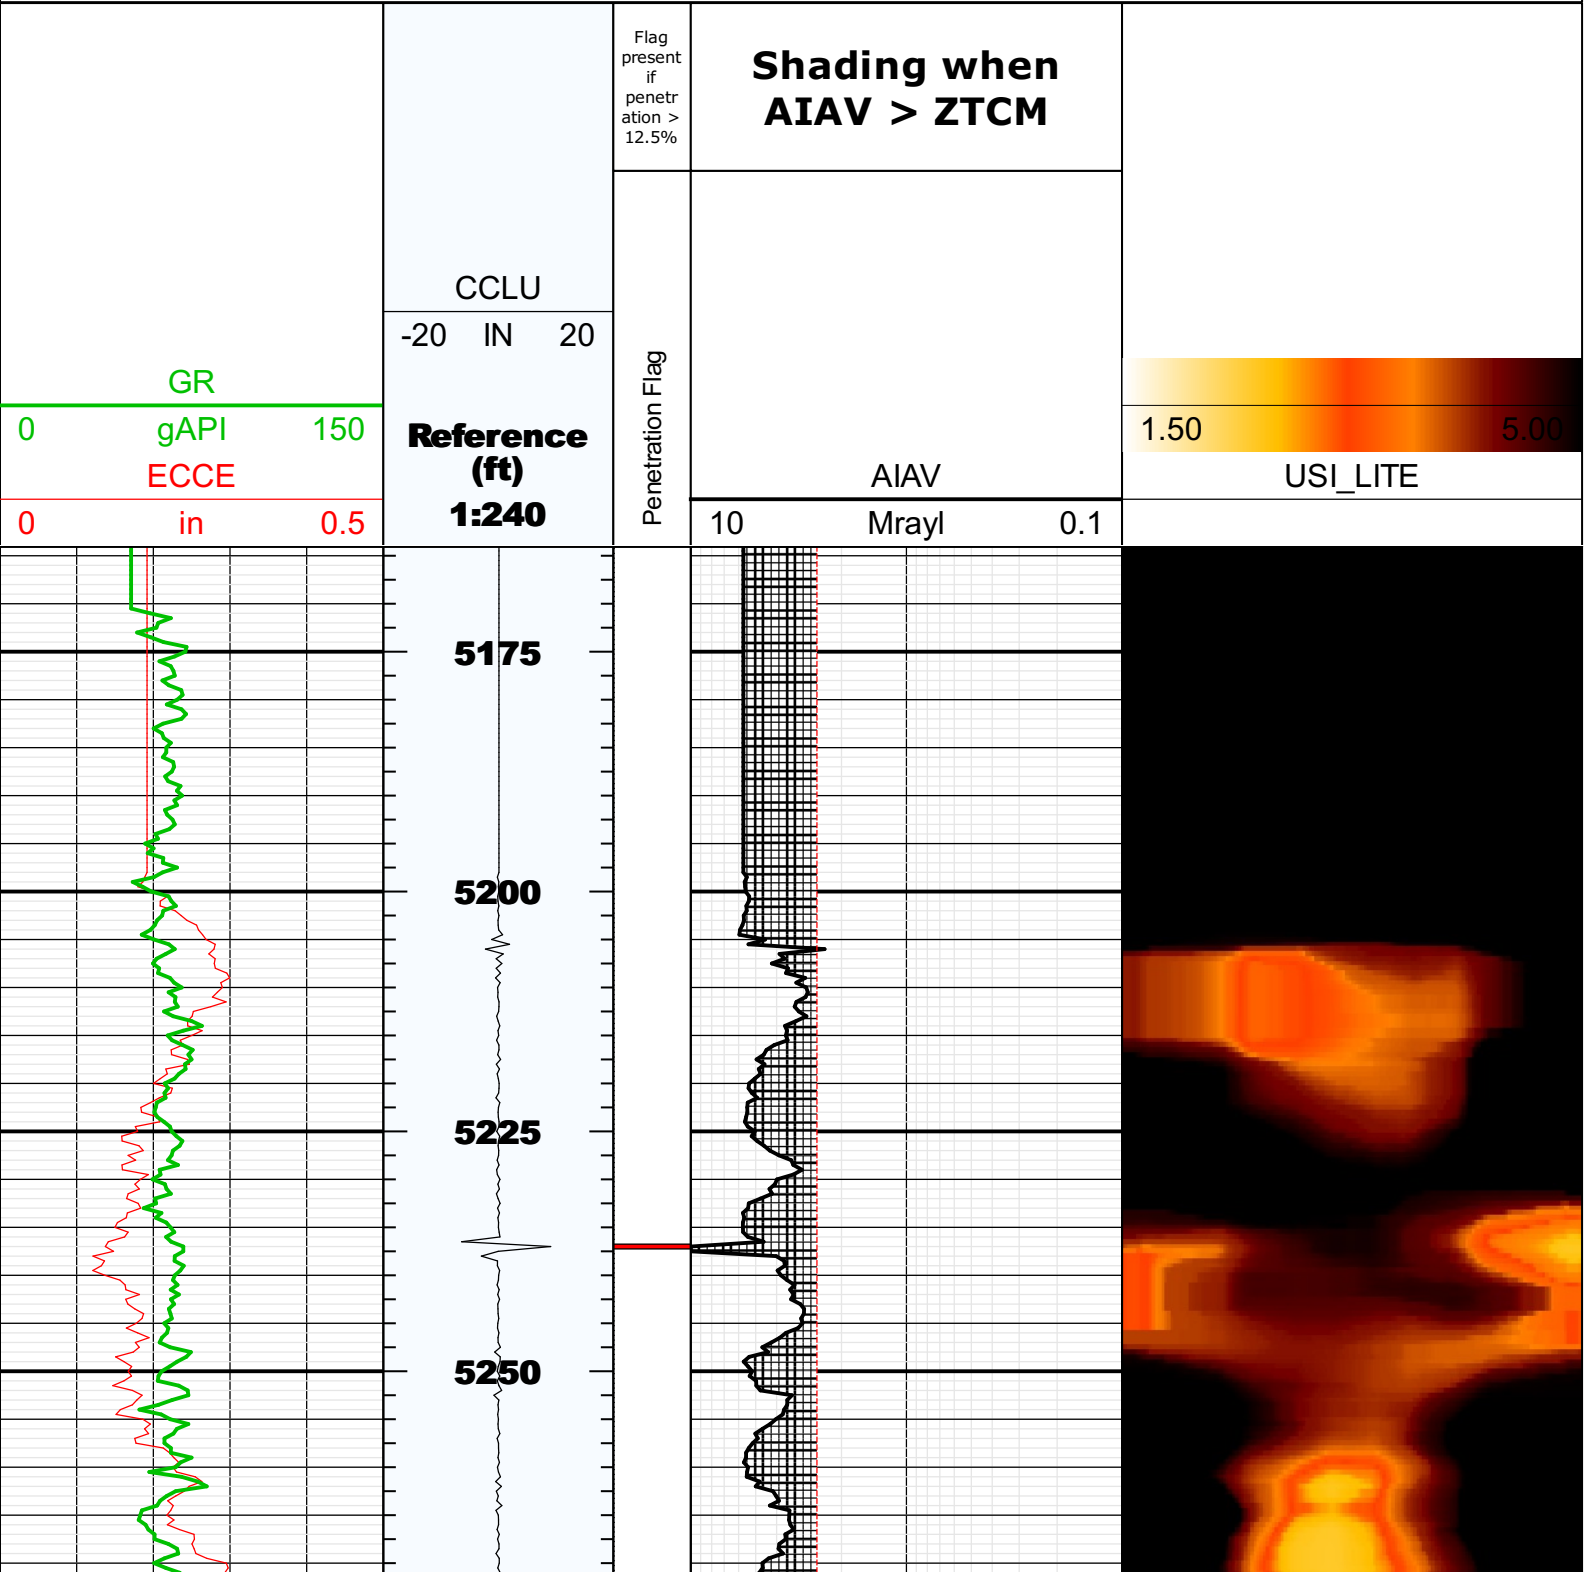 Flag
present
if
penetr
ation >
12.5%
Shading when
AIAV > ZTCM
CCLU
-20 IN 20
GR
0 gAPI 150
ECCE
0 in 0.5
Reference
(ft)
1:240
Penetration Flag
AIAV
10 Mrayl 0.1
1.50 5.00
USI_LITE
5175
5200
5225
5250